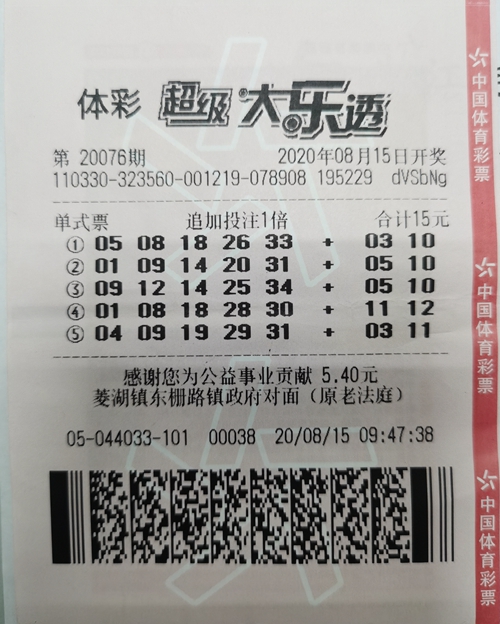 体彩 超级大乐透
第 20076期 2020年08月15日开奖
110330-323560-001219-078908 195229 dVSbNg
单式票 追加投注1倍 合计15元
① 05 08 18 26 33 + 03 10
② 01 09 14 20 31 + 05 10
③ 09 12 14 25 34 + 05 10
④ 01 08 18 28 30 + 11 12
⑤ 04 09 19 29 31 + 03 11
感谢您为公益事业贡献 5.40元
菱湖镇东栅路镇政府对面（原老法庭）
05-044033-101 00038 20/08/15 09:47:38
中国体育彩票
中国体育彩票
中国体育彩票